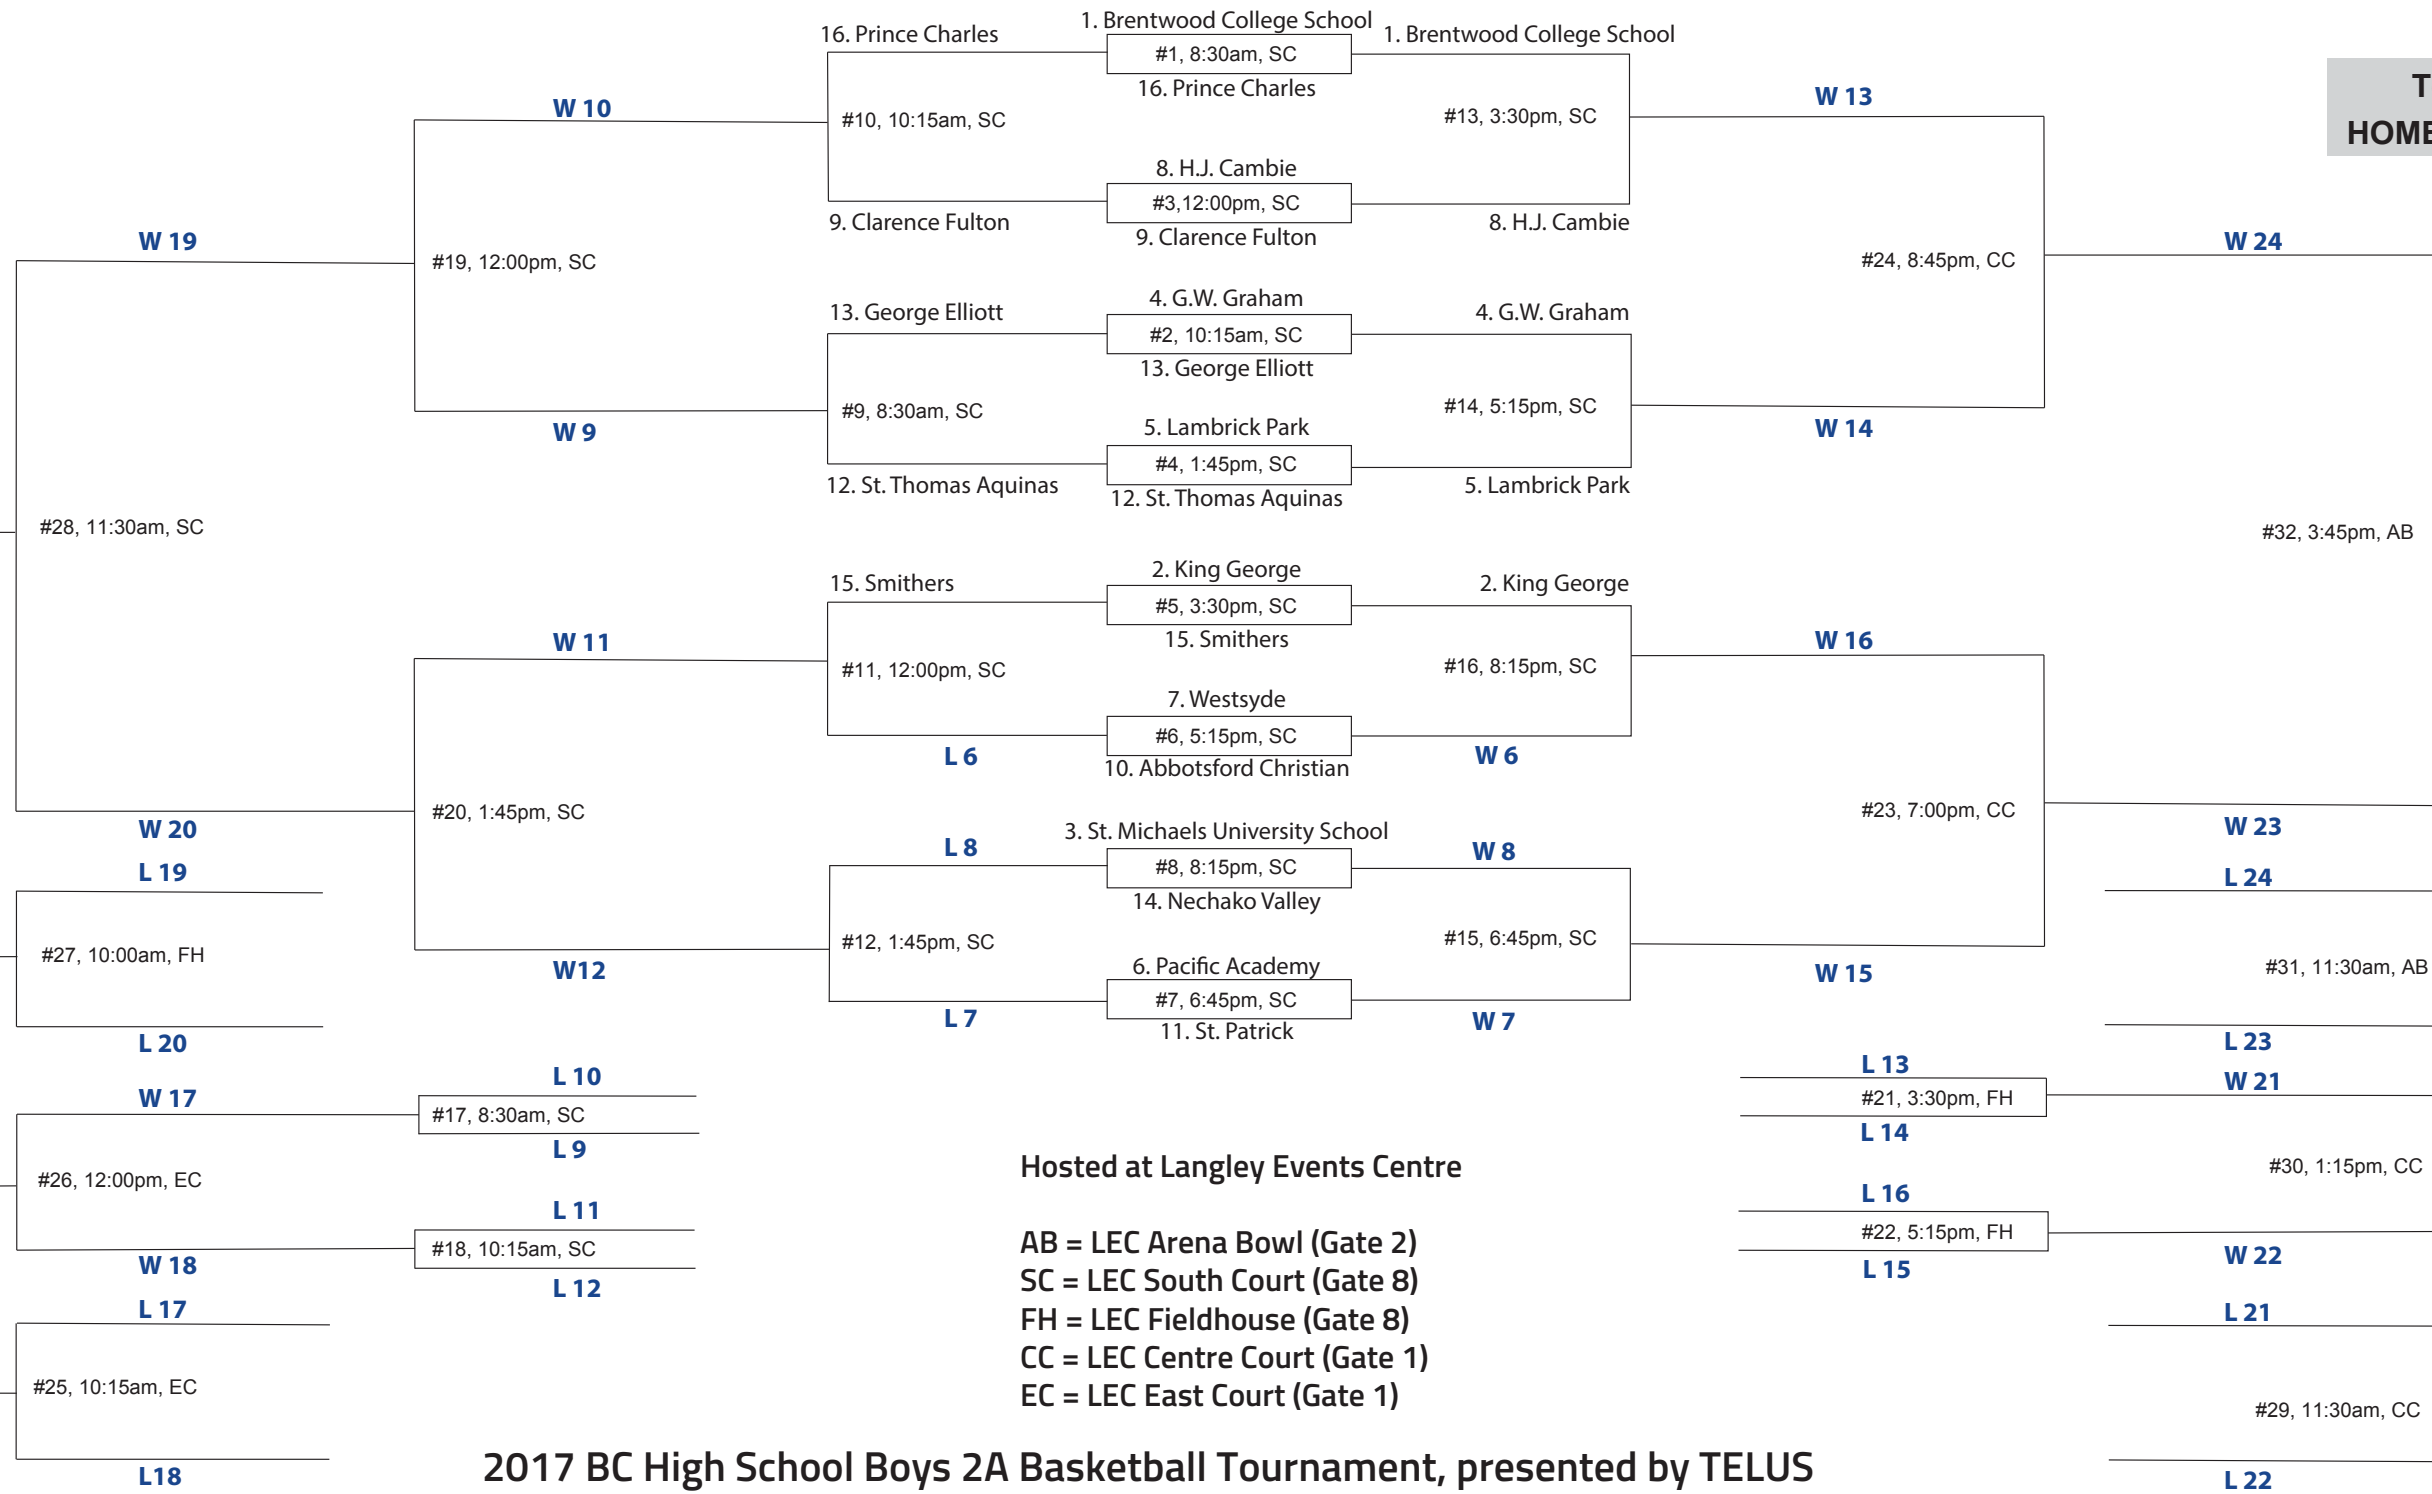 1. Brentwood College School
16. Prince Charles
1. Brentwood College School
#1, 8:30am, SC
16. Prince Charles
T
HOME
W 10
W 13
#10, 10:15am, SC
#13, 3:30pm, SC
8. H.J. Cambie
#3,12:00pm, SC
9. Clarence Fulton
8. H.J. Cambie
9. Clarence Fulton
W 19
W 24
#19, 12:00pm, SC
#24, 8:45pm, CC
4. G.W. Graham
13. George Elliott
4. G.W. Graham
#2, 10:15am, SC
13. George Elliott
#9, 8:30am, SC
#14, 5:15pm, SC
W 9
5. Lambrick Park
W 14
#4, 1:45pm, SC
12. St. Thomas Aquinas
12. St. Thomas Aquinas
5. Lambrick Park
#28, 11:30am, SC
#32, 3:45pm, AB
2. King George
15. Smithers
2. King George
#5, 3:30pm, SC
15. Smithers
W 11
W 16
#11, 12:00pm, SC
#16, 8:15pm, SC
7. Westsyde
#6, 5:15pm, SC
L 6
W 6
10. Abbotsford Christian
#20, 1:45pm, SC
#23, 7:00pm, CC
W 20
3. St. Michaels University School
W 23
L 8
W 8
L 19
#8, 8:15pm, SC
L 24
14. Nechako Valley
#12, 1:45pm, SC
#15, 6:45pm, SC
#27, 10:00am, FH
W12
6. Pacific Academy
W 15
#31, 11:30am, AB
#7, 6:45pm, SC
L 7
11. St. Patrick
W 7
L 20
L 23
L 10
L 13
W 17
W 21
#17, 8:30am, SC
#21, 3:30pm, FH
L 9
L 14
#26, 12:00pm, EC
Hosted at Langley Events Centre
#30, 1:15pm, CC
L 11
L 16
#18, 10:15am, SC
#22, 5:15pm, FH
W 18
L 12
L 15
W 22
AB = LEC Arena Bowl (Gate 2)
SC = LEC South Court (Gate 8)
FH = LEC Fieldhouse (Gate 8)
CC = LEC Centre Court (Gate 1)
EC = LEC East Court (Gate 1)
L 17
L 21
#25, 10:15am, EC
#29, 11:30am, CC
L18
L 22
2017 BC High School Boys 2A Basketball Tournament, presented by TELUS